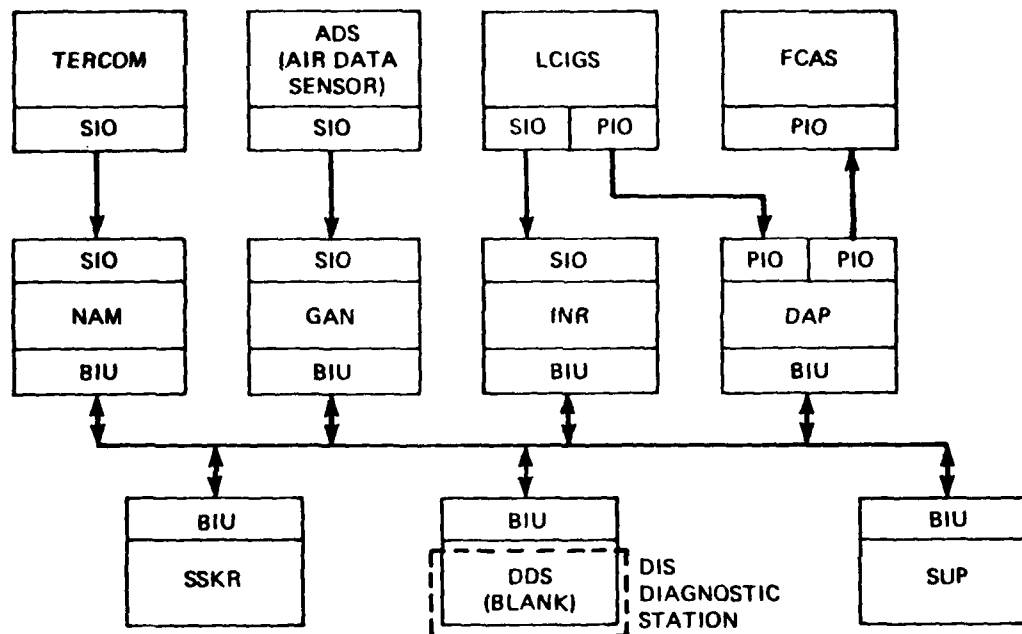 TERCOM
SIO
ADS
(AIR DATA
SENSOR)
SIO
LCIGS
SIO PIO
FCAS
PIO
SIO
NAM
BIU
SIO
GAN
BIU
SIO
INR
BIU
PIO PIO
DAP
BIU
BIU
SSKR
BIU
DDS
(BLANK)
DIS
DIAGNOSTIC
STATION
BIU
SUP